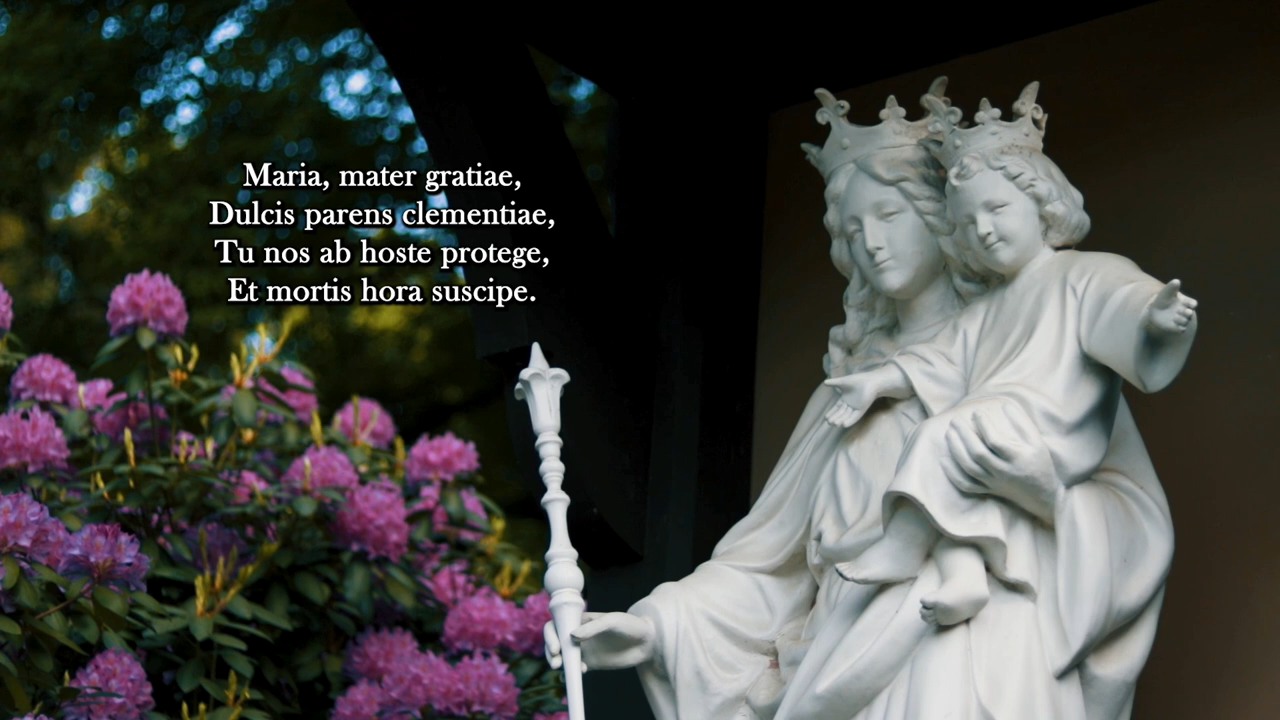 Maria, mater gratiae,
Dulcis parens clementiae,
Tu nos ab hoste protege,
Et mortis hora suscipe.